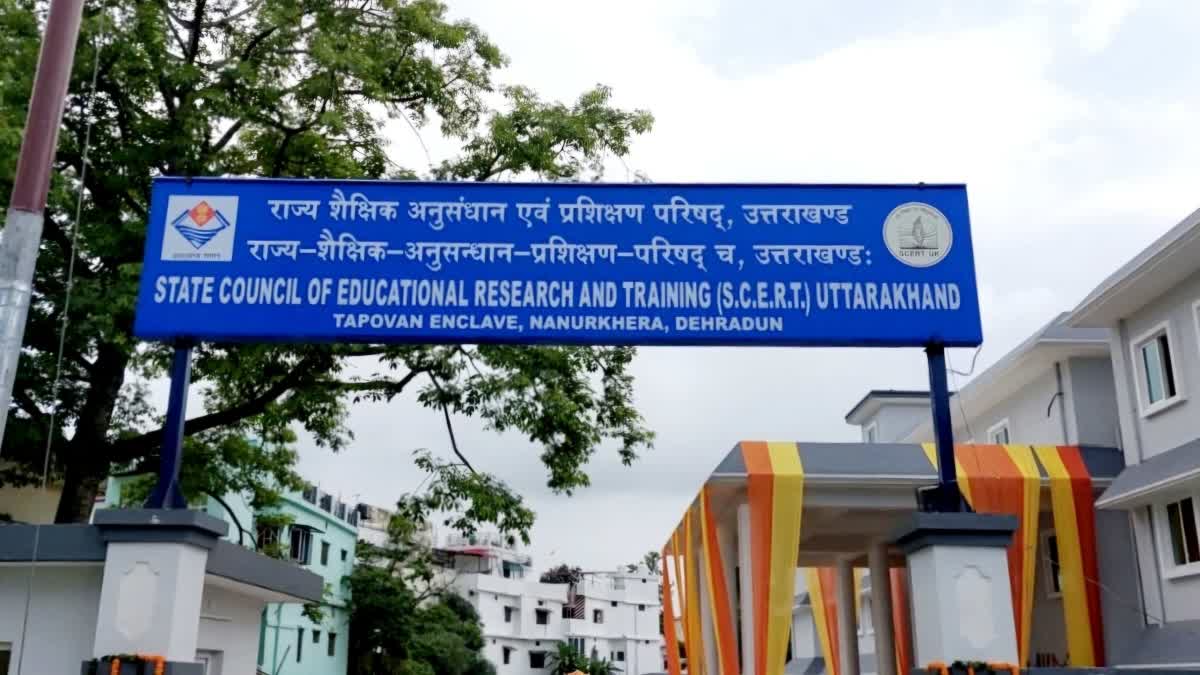 राज्य शैक्षिक अनुसंधान एवं प्रशिक्षण परिषद्, उत्तराखण्ड
राज्य-शैक्षिक-अनुसन्धान-प्रशिक्षण-परिषद् च, उत्तराखण्ड:
STATE COUNCIL OF EDUCATIONAL RESEARCH AND TRAINING (S.C.E.R.T.) UTTARAKHAND
TAPOVAN ENCLAVE, NANURKHERA, DEHRADUN
SCERT UK